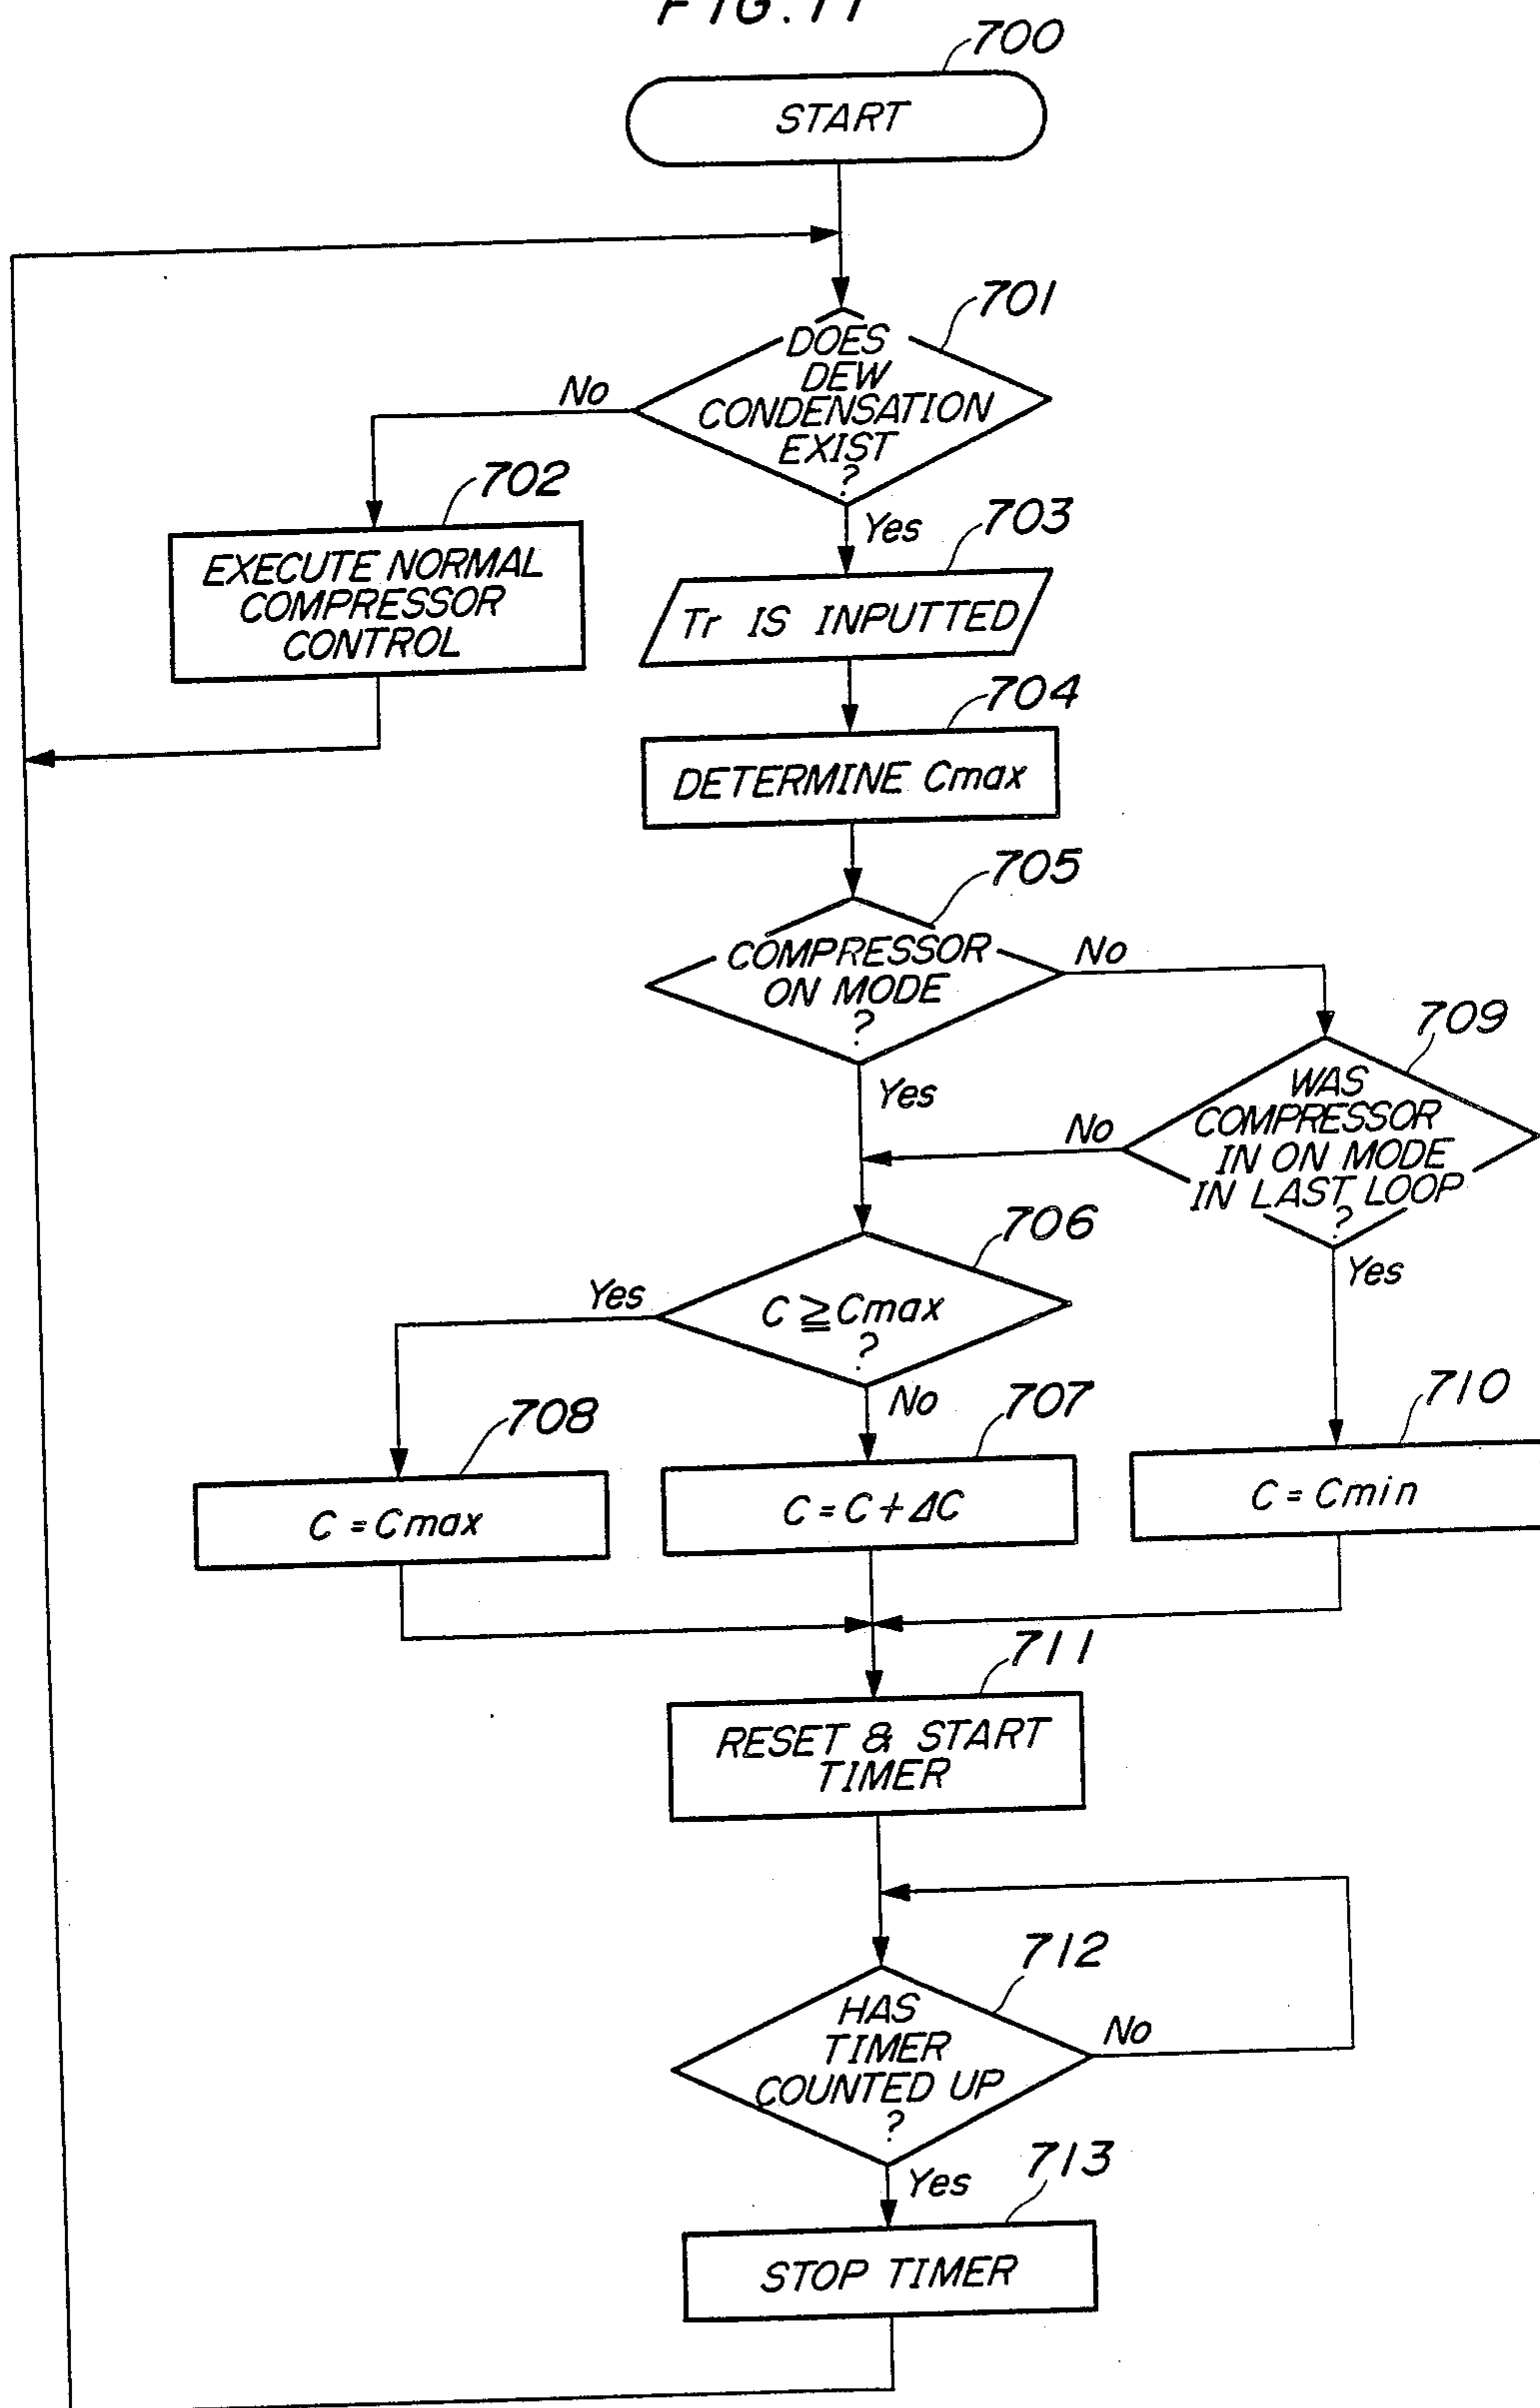 FIG. 11
700
START
701
DOES
DEW
CONDENSATION
EXIST
?
No
Yes
702
EXECUTE NORMAL
COMPRESSOR
CONTROL
703
Tr IS INPUTTED
704
DETERMINE Cmax
705
COMPRESSOR
ON MODE
?
No
Yes
709
WAS
COMPRESSOR
IN ON MODE
IN LAST LOOP
?
No
Yes
706
C ≧ Cmax
?
Yes
No
708
C = Cmax
707
C = C + ΔC
710
C = Cmin
711
RESET & START
TIMER
712
HAS
TIMER
COUNTED UP
?
No
Yes
713
STOP TIMER